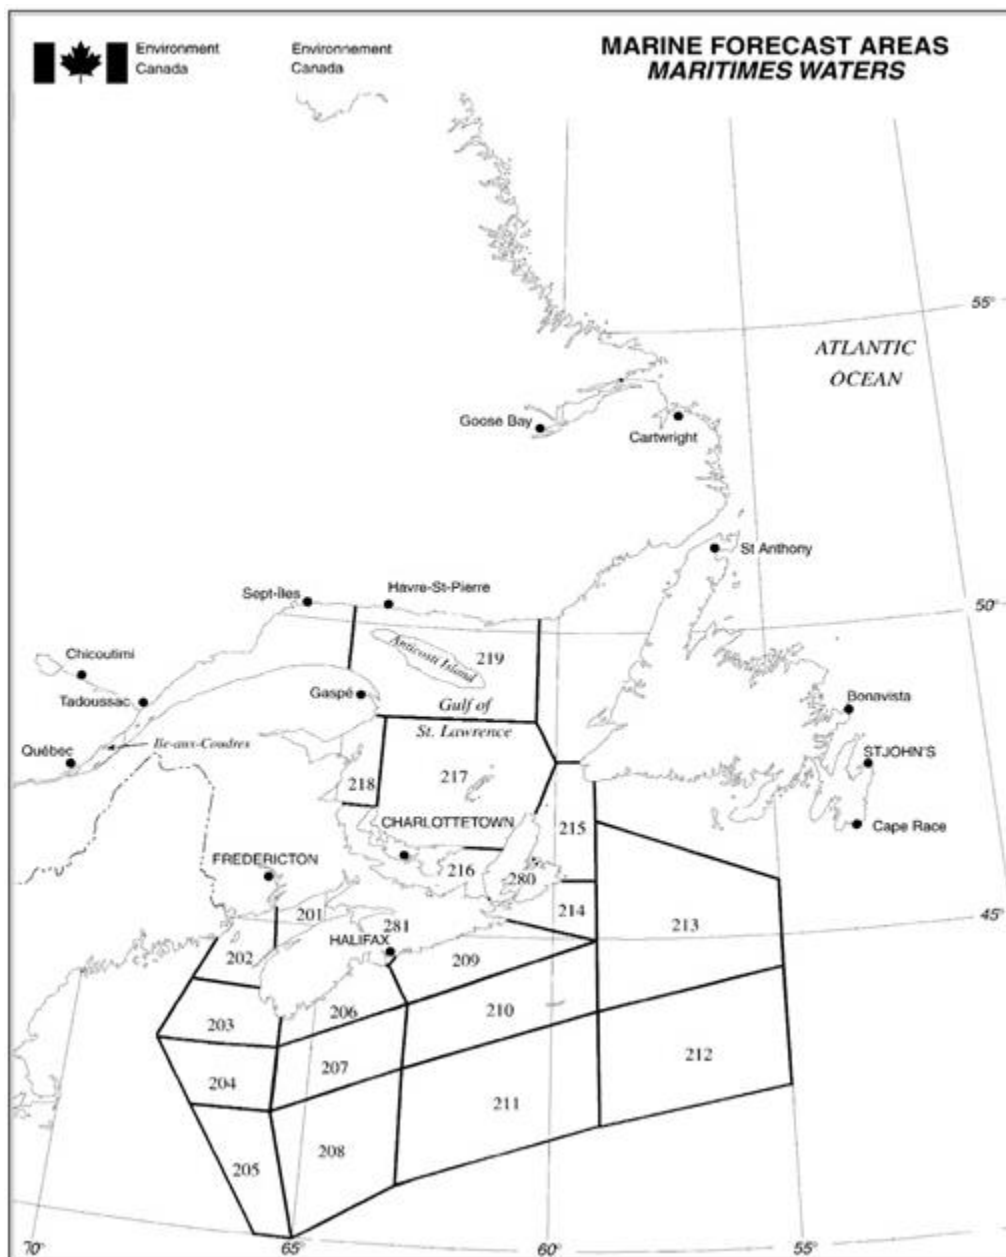 Environment
Canada
Environnement
Canada
MARINE FORECAST AREAS
MARITIMES WATERS
55°
ATLANTIC
OCEAN
Goose Bay
Cartwright
St Anthony
50°
Sept-Îles
Havre-St-Pierre
Chicoutimi
Anticosti Island
219
Tadoussac
Gaspé
Gulf of
St. Lawrence
Bonavista
Québec
Ile-aux-Coudres
STJOHN'S
218
217
CHARLOTTETOWN
215
Cape Race
FREDERICTON
216
280
201
281
214
213
45°
HALIFAX
202
209
203
206
210
204
207
212
211
205
208
70°
65°
60°
55°